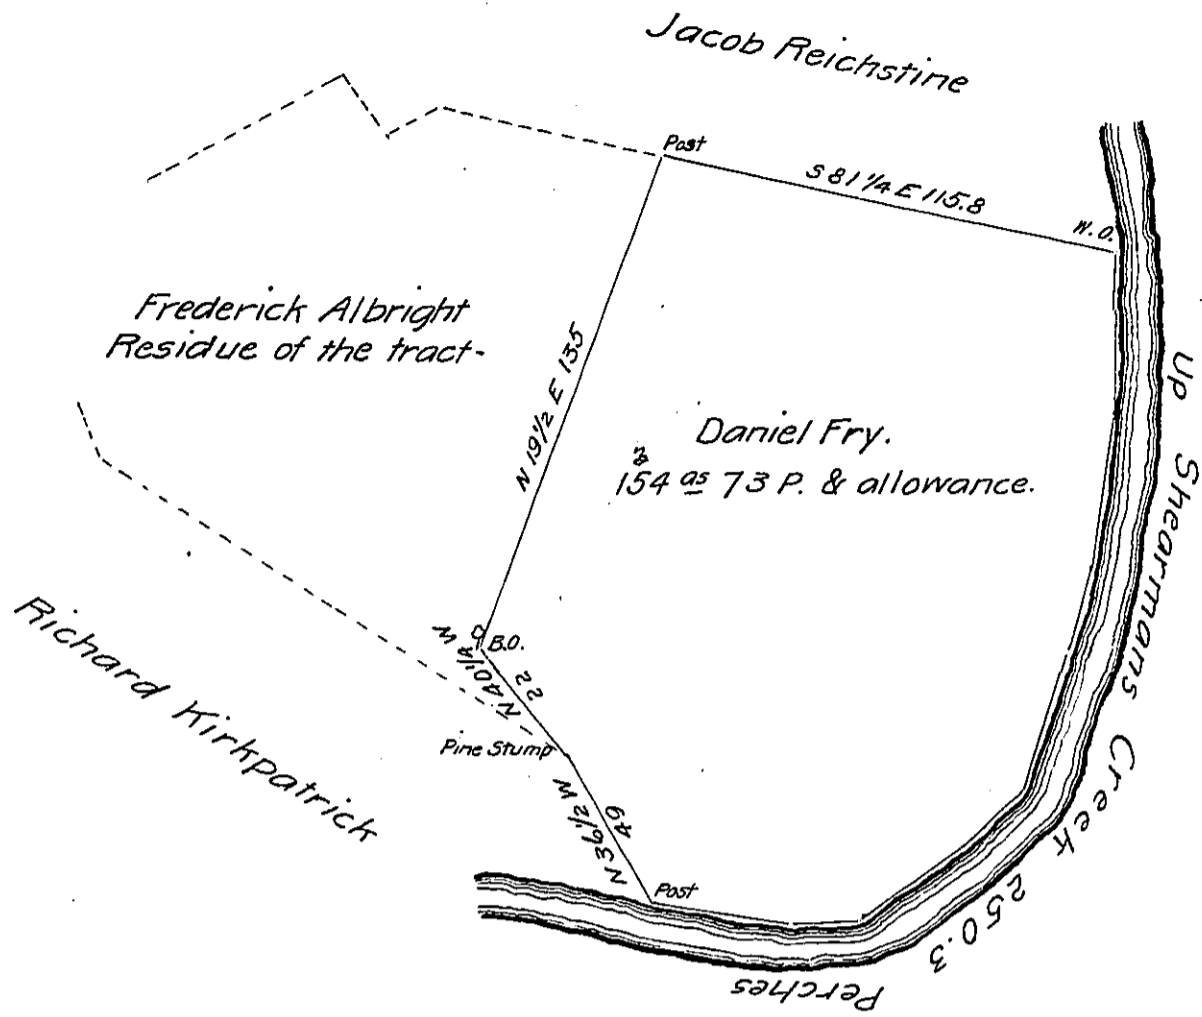 Jacob Reichstine
Post
S 81 1/4 E 115.8
W.O.
Frederick Albright
Residue of the tract-
N 19 1/2 E 135
Daniel Fry.
154 as 73 P. & allowance.
Up Shearmans Creek 250.3
Perches
B.O.
N 40 1/4 W
22
Pine Stump
N 36 1/2 W
49
Post
Richard Kirkpatrick